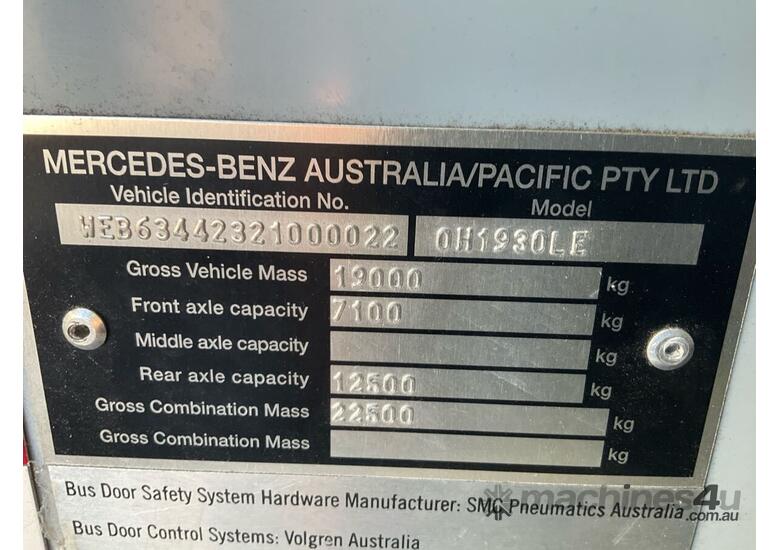 MERCEDES-BENZ AUSTRALIA/PACIFIC PTY LTD
Vehicle Identification No. Model
WEB63442321000022 OH1930LE
Gross Vehicle Mass 19000 kg
Front axle capacity 7100 kg
Middle axle capacity kg
Rear axle capacity 12500 kg
Gross Combination Mass 22500 kg
Gross Combination Mass kg
Bus Door Safety System Hardware Manufacturer: SMC Pneumatics Australia.
Bus Door Control Systems: Volgren Australia
machines4u
.com.au